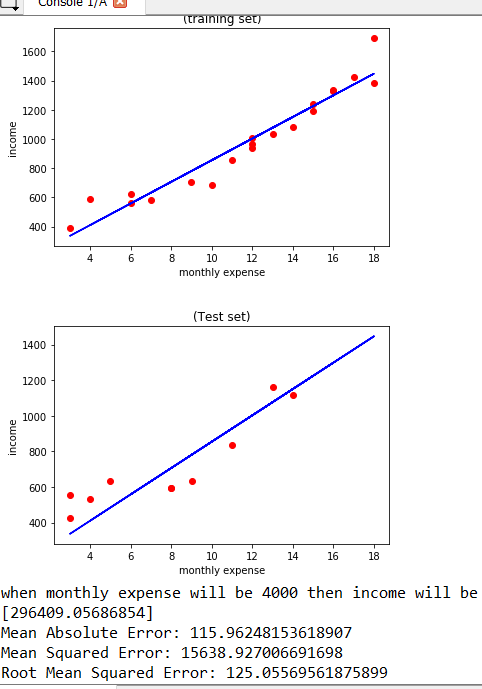 Console 1/A
(training set)
1600
1400
1200
1000
800
600
400
income
4 6 8 10 12 14 16 18
monthly expense
(Test set)
1400
1200
1000
800
600
400
income
4 6 8 10 12 14 16 18
monthly expense
when monthly expense will be 4000 then income will be
[296409.05686854]
Mean Absolute Error: 115.96248153618907
Mean Squared Error: 15638.927006691698
Root Mean Squared Error: 125.05569561875899